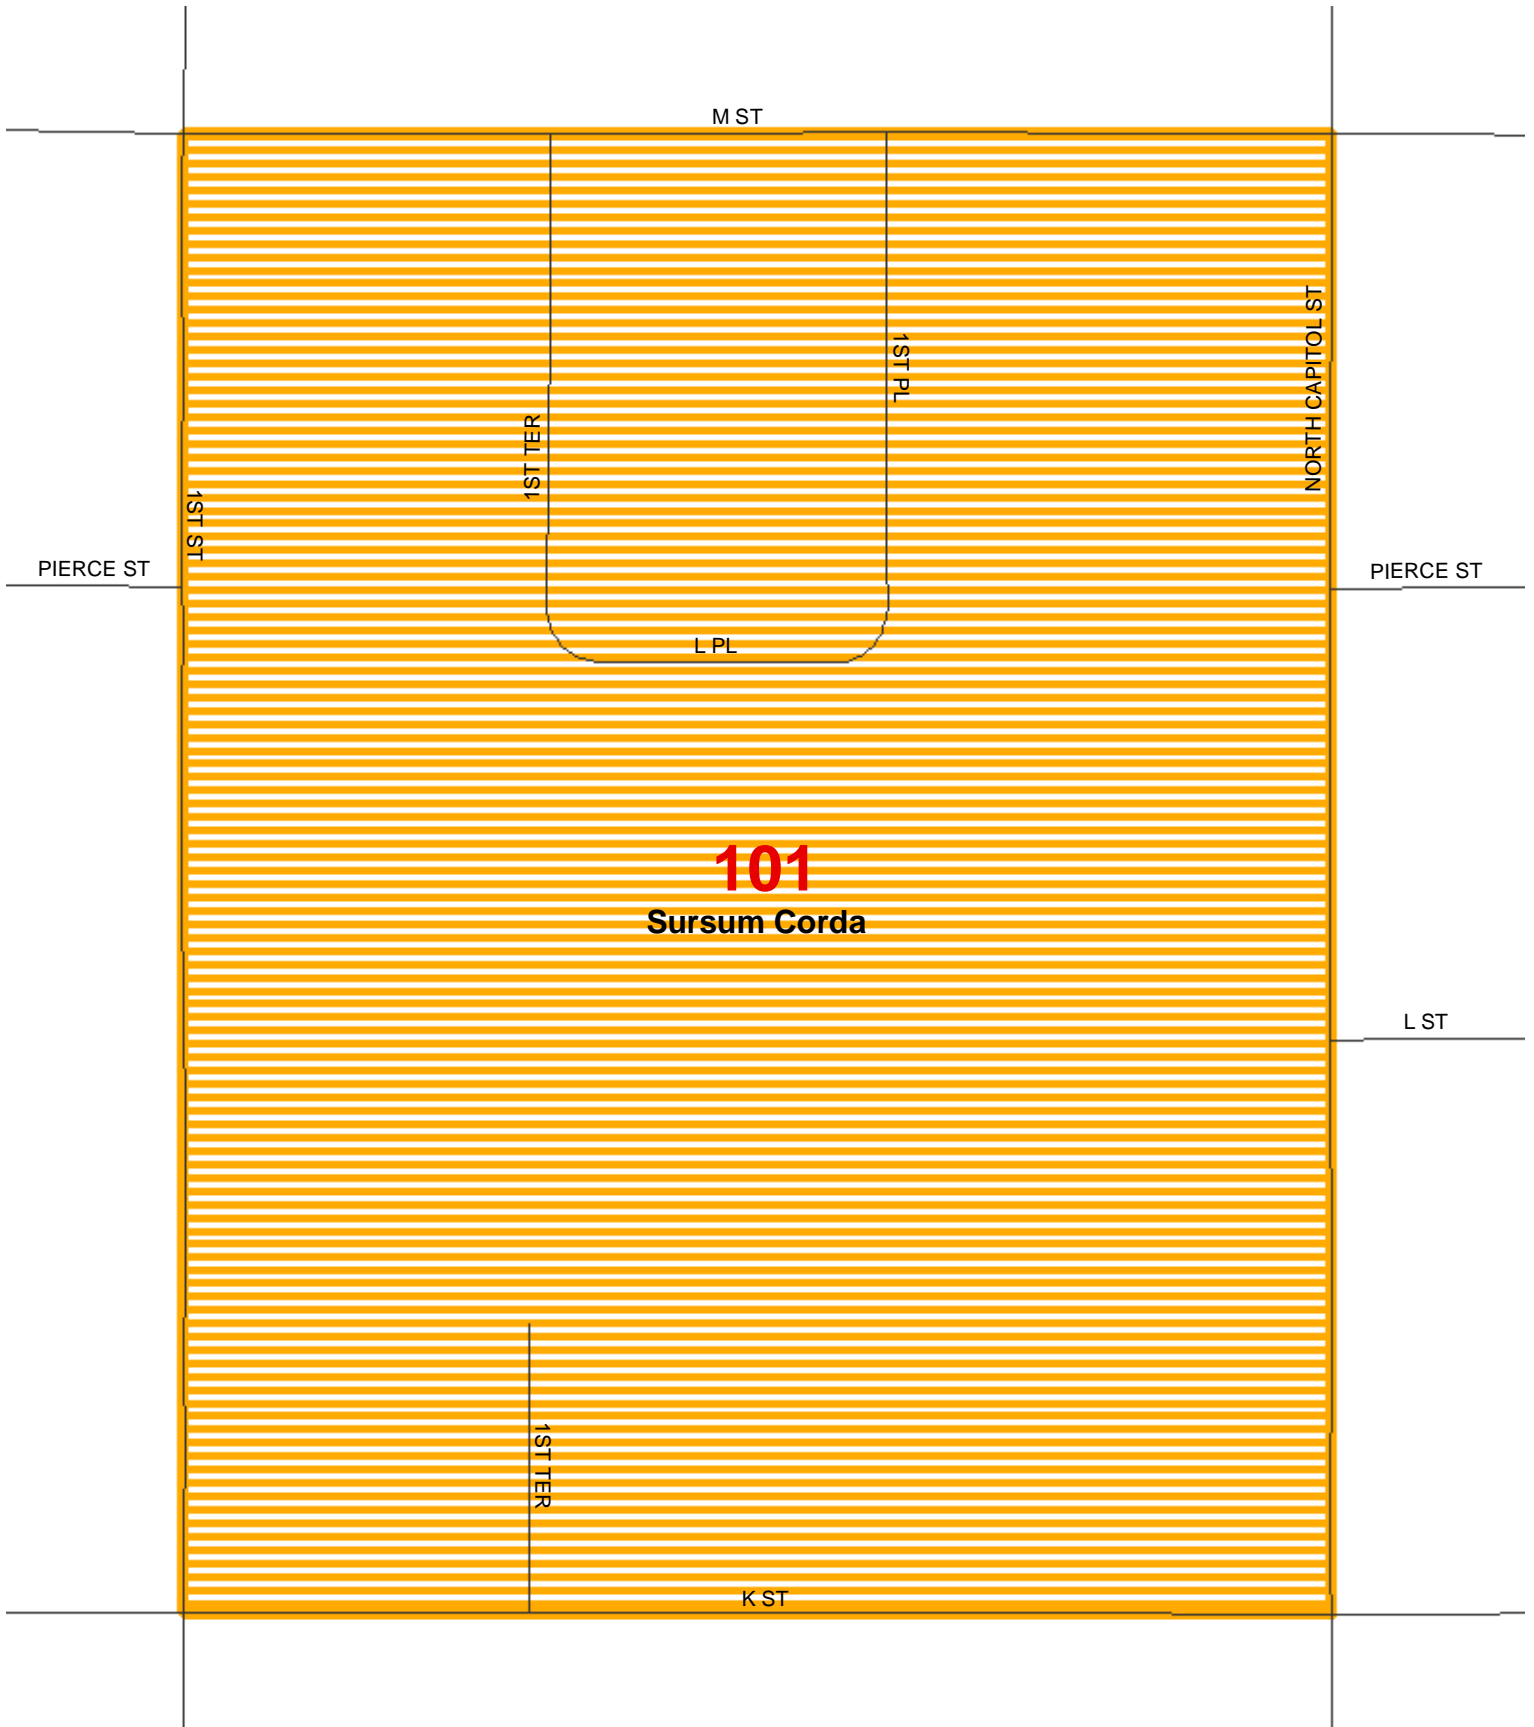 M ST
NORTH CAPITOL ST
1ST PL
1ST TER
1ST ST
PIERCE ST
PIERCE ST
L PL
101
Sursum Corda
L ST
1ST TER
K ST